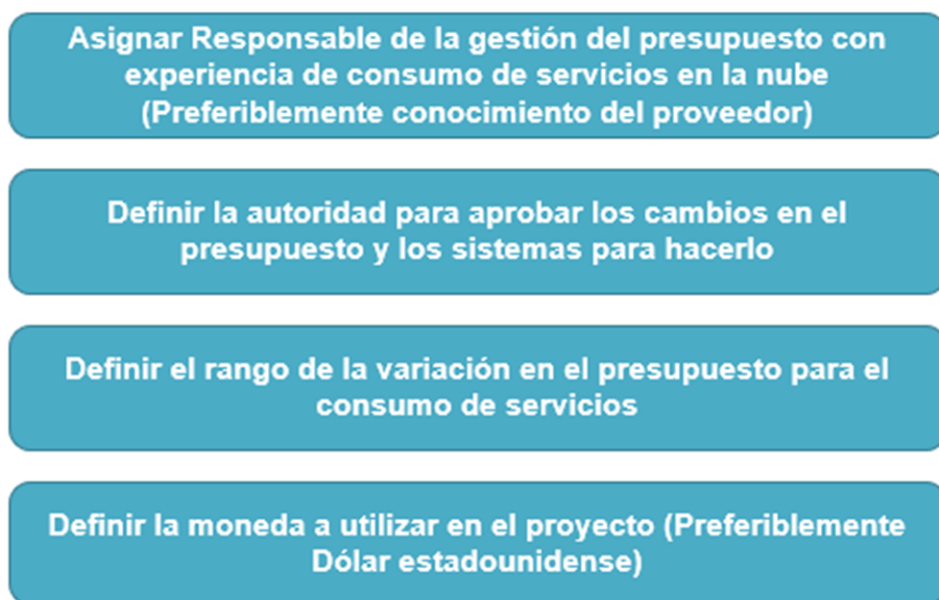 Asignar Responsable de la gestión del presupuesto con
experiencia de consumo de servicios en la nube
(Preferiblemente conocimiento del proveedor)
Definir la autoridad para aprobar los cambios en el
presupuesto y los sistemas para hacerlo
Definir el rango de la variación en el presupuesto para el
consumo de servicios
Definir la moneda a utilizar en el proyecto (Preferiblemente
Dólar estadounidense)